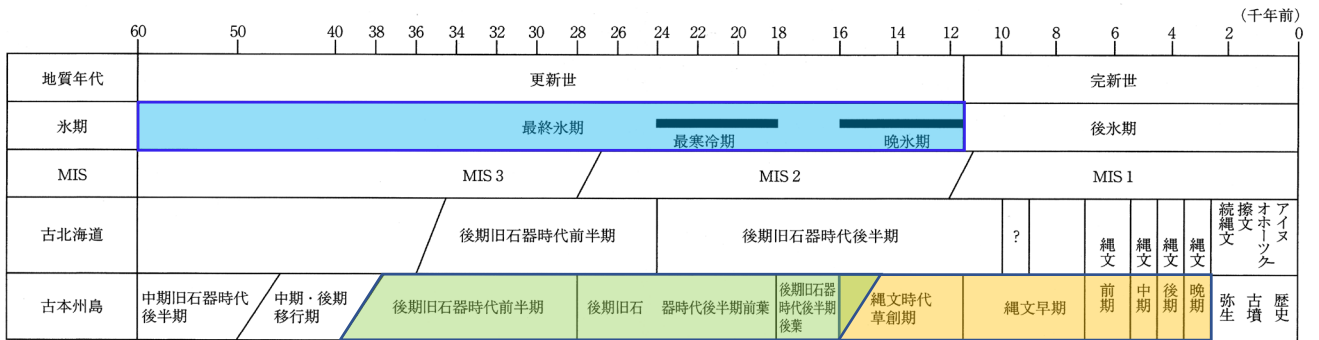 （千年前）
60 50 40 38 36 34 32 30 28 26 24 22 20 18 16 14 12 10 8 6 4 2 0
地質年代 更新世 完新世
氷期 最終氷期 最寒冷期 晩氷期 後氷期
MIS MIS 3 MIS 2 MIS 1
古北海道 後期旧石器時代前半期 後期旧石器時代後半期 ? 縄文 縄文 縄文 縄文 続縄文 擦文 オホーツク アイヌ
古本州島 中期旧石器時代
後半期
中期・後期
移行期
後期旧石器時代前半期
後期旧石 器時代後半期前葉
後期旧石器
時代後半期
後葉
縄文時代
草創期
縄文早期
前期
中期
後期
晩期
弥生
古墳
歴史